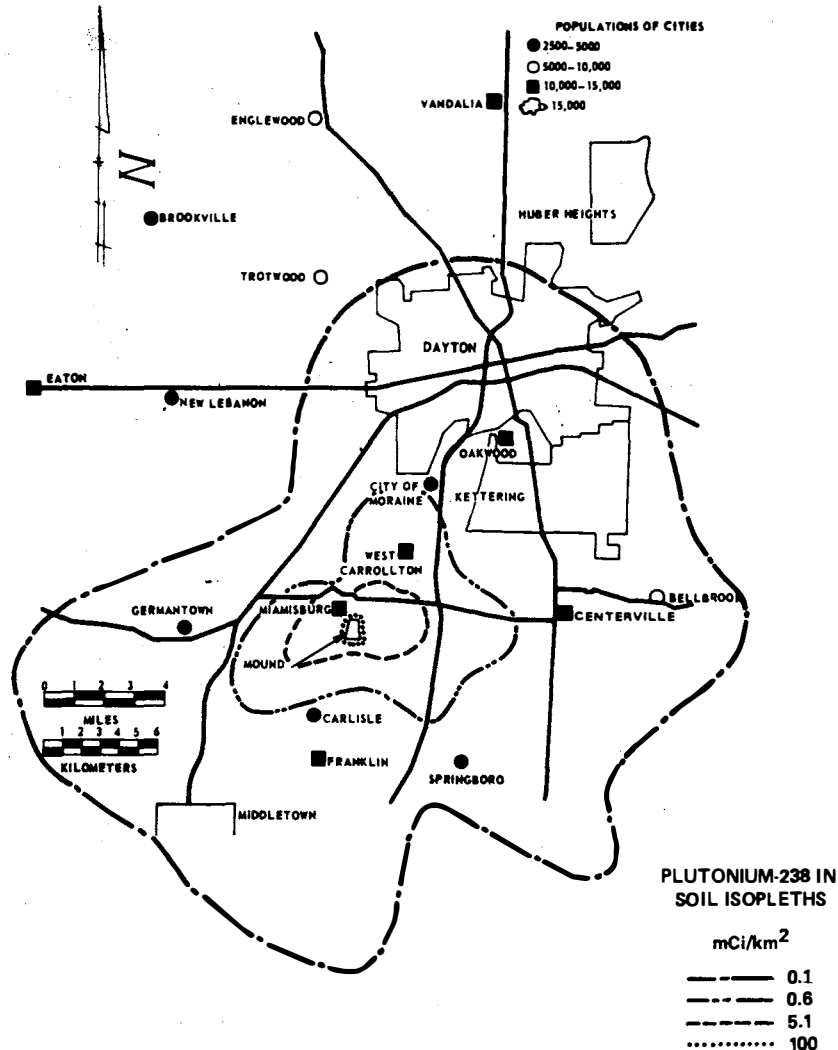 POPULATIONS OF CITIES
2500–5000
5000–10,000
10,000–15,000
15,000
N
ENGLEWOOD
VANDALIA
BROOKVILLE
HUBER HEIGHTS
TROTWOOD
DAYTON
EATON
NEW LEBANON
OAKWOOD
CITY OF
MORAINE
KETTERING
WEST
CARROLLTON
GERMANTOWN
MIAMISBURG
BELLBROOK
CENTERVILLE
MOUND
0 1 2 3 4
MILES
1 2 3 4 5 6
KILOMETERS
CARLISLE
FRANKLIN
SPRINGBORO
MIDDLETOWN
PLUTONIUM-238 IN
SOIL ISOPLETHS
mCi/km²
0.1
0.6
5.1
100